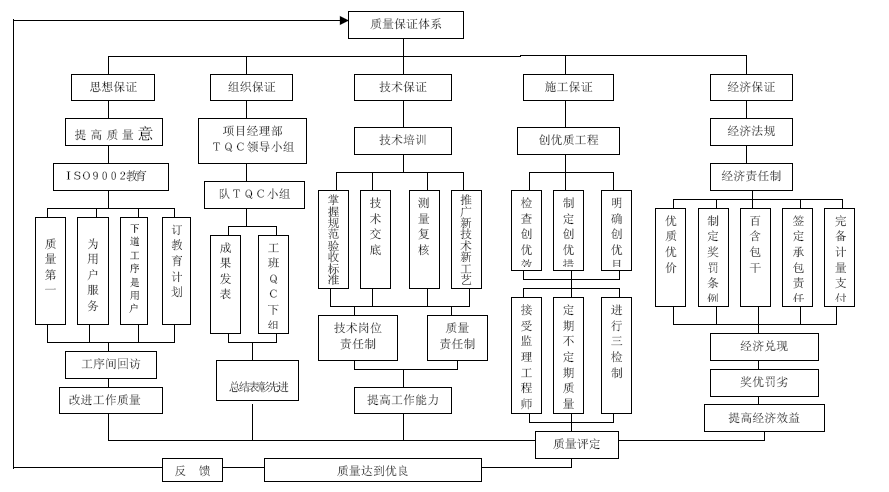 质量保证体系
思想保证
组织保证
技术保证
施工保证
经济保证
提高质量意
项目经理部
TQC领导小组
技术培训
创优质工程
经济法规
ISO9002教育
队TQC小组
经济责任制
质量第一
为用户服务
下道工序是用户
订教育计划
成果发表
工班QC下组
掌握规范验收标准
技术交底
测量复核
推广新技术新工艺
检查创优效
制定创优措
明确创优目
优质优价
制定奖罚条例
百含包干
签定承包责任
完备计量支付
技术岗位
责任制
质量
责任制
接受监理工程师
定期不定期质量
进行三检制
工序间回访
总结表彰先进
经济兑现
改进工作质量
提高工作能力
奖优罚劣
提高经济效益
质量评定
反 馈
质量达到优良